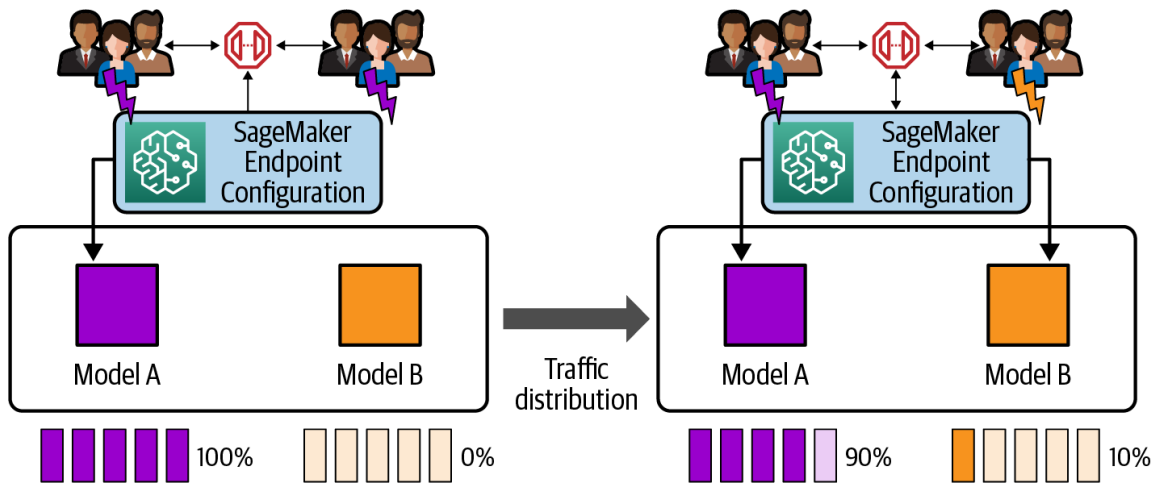 SageMaker
Endpoint
Configuration
Model A
Model B
100%
0%
Traffic
distribution
SageMaker
Endpoint
Configuration
Model A
Model B
90%
10%